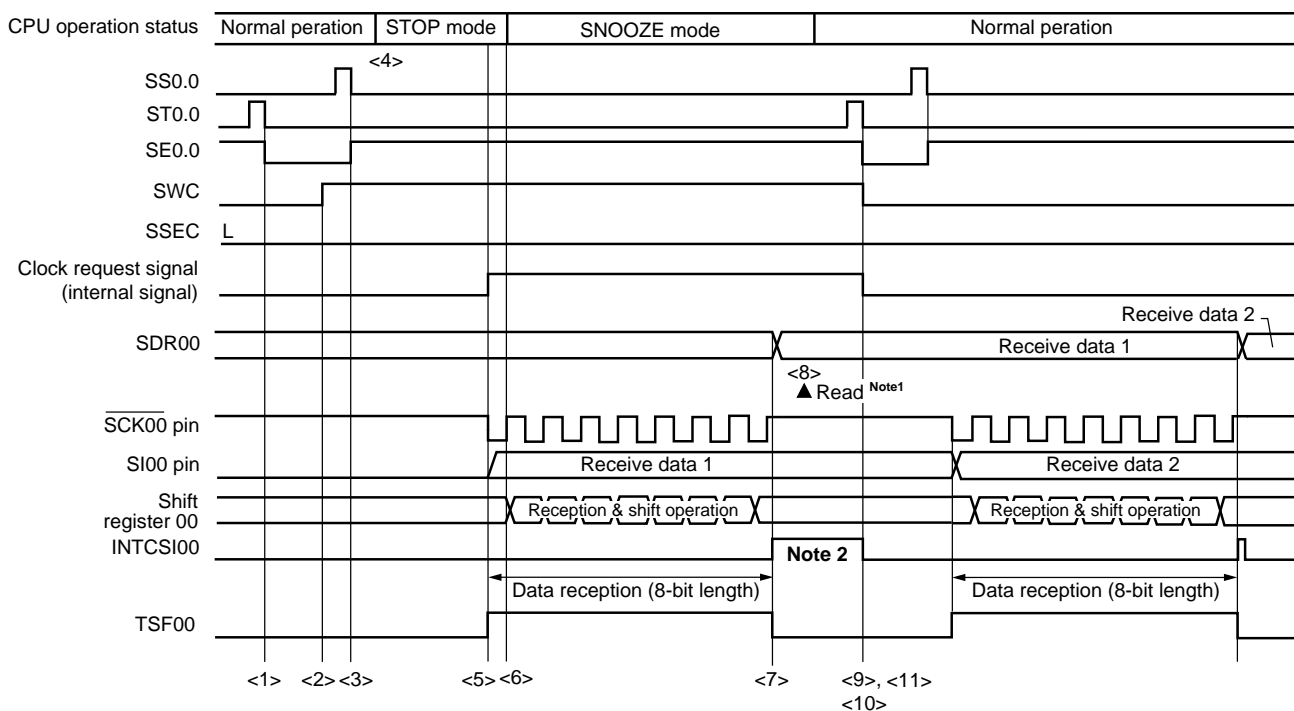 CPU operation status Normal peration STOP mode SNOOZE mode Normal peration
<4>
SS0.0
ST0.0
SE0.0
SWC
SSEC L
Clock request signal
(internal signal)
Receive data 2
SDR00 Receive data 1
<8>
▲ Read Note1
SCK00 pin
SI00 pin Receive data 1 Receive data 2
Shift
register 00 Reception & shift operation Reception & shift operation
INTCSI00 Note 2
Data reception (8-bit length) Data reception (8-bit length)
TSF00
<1> <2> <3> <5> <6> <7> <9>, <11>
<10>